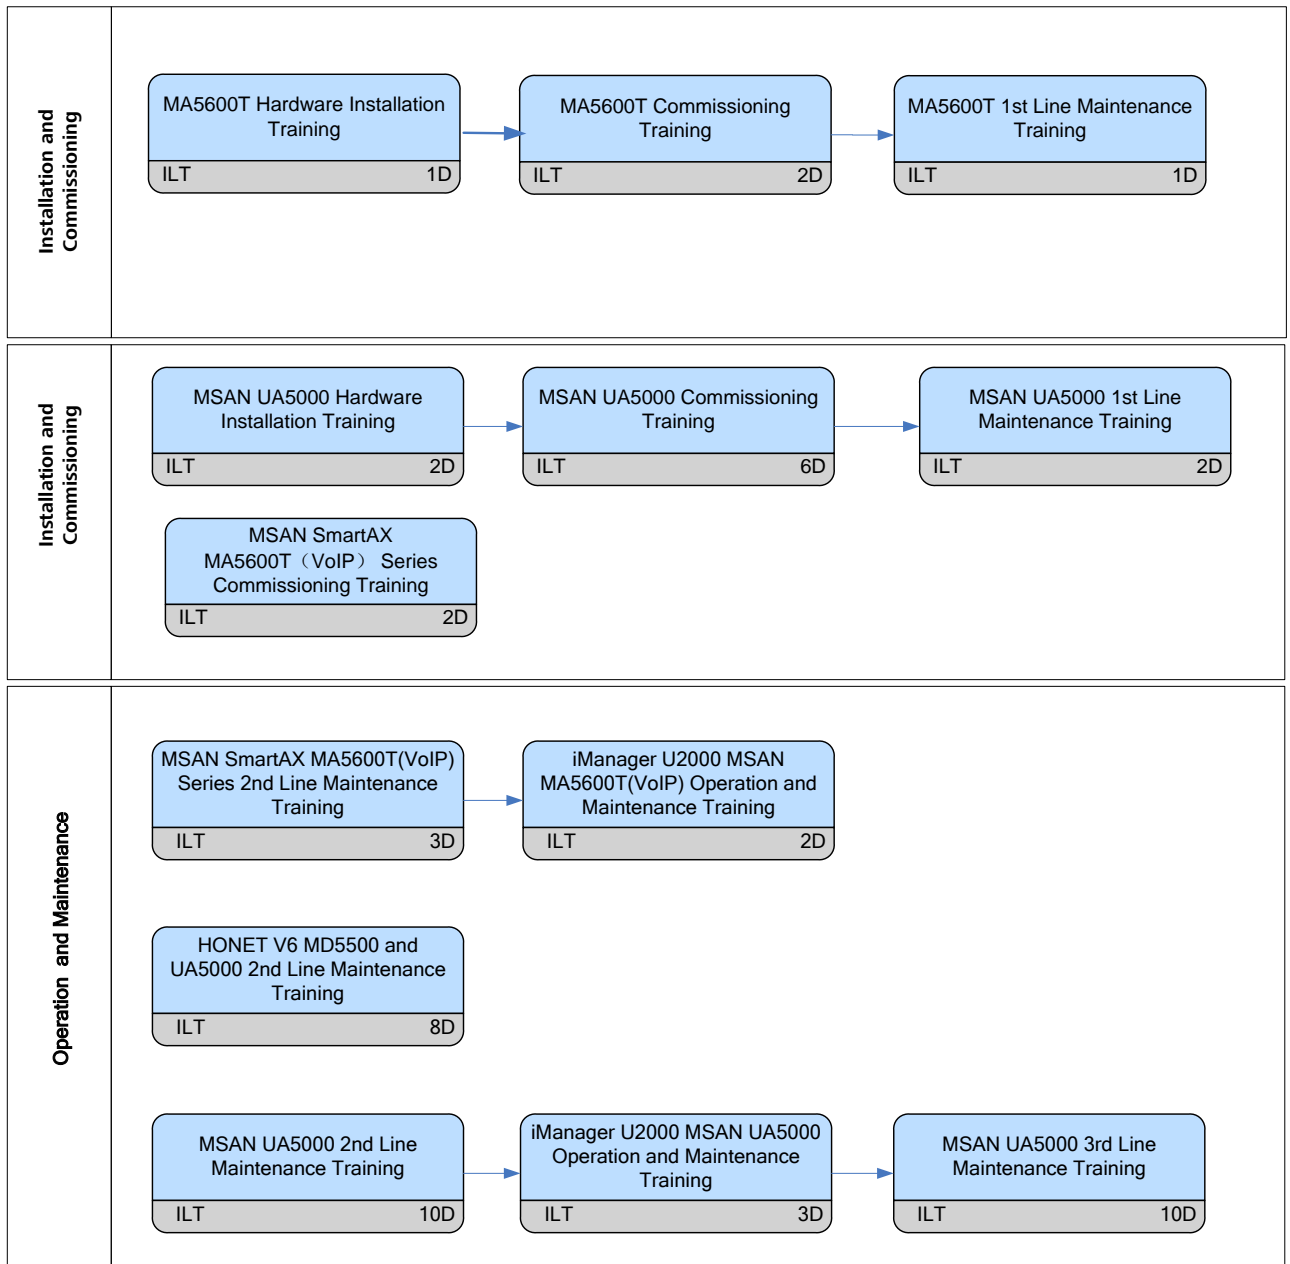 Installation and
Commissioning
MA5600T Hardware Installation
Training
ILT 1D
MA5600T Commissioning
Training
ILT 2D
MA5600T 1st Line Maintenance
Training
ILT 1D
Installation and
Commissioning
MSAN UA5000 Hardware
Installation Training
ILT 2D
MSAN UA5000 Commissioning
Training
ILT 6D
MSAN UA5000 1st Line
Maintenance Training
ILT 2D
MSAN SmartAX
MA5600T（VoIP） Series
Commissioning Training
ILT 2D
Operation and Maintenance
MSAN SmartAX MA5600T(VoIP)
Series 2nd Line Maintenance
Training
ILT 3D
iManager U2000 MSAN
MA5600T(VoIP) Operation and
Maintenance Training
ILT 2D
HONET V6 MD5500 and
UA5000 2nd Line Maintenance
Training
ILT 8D
MSAN UA5000 2nd Line
Maintenance Training
ILT 10D
iManager U2000 MSAN UA5000
Operation and Maintenance
Training
ILT 3D
MSAN UA5000 3rd Line
Maintenance Training
ILT 10D